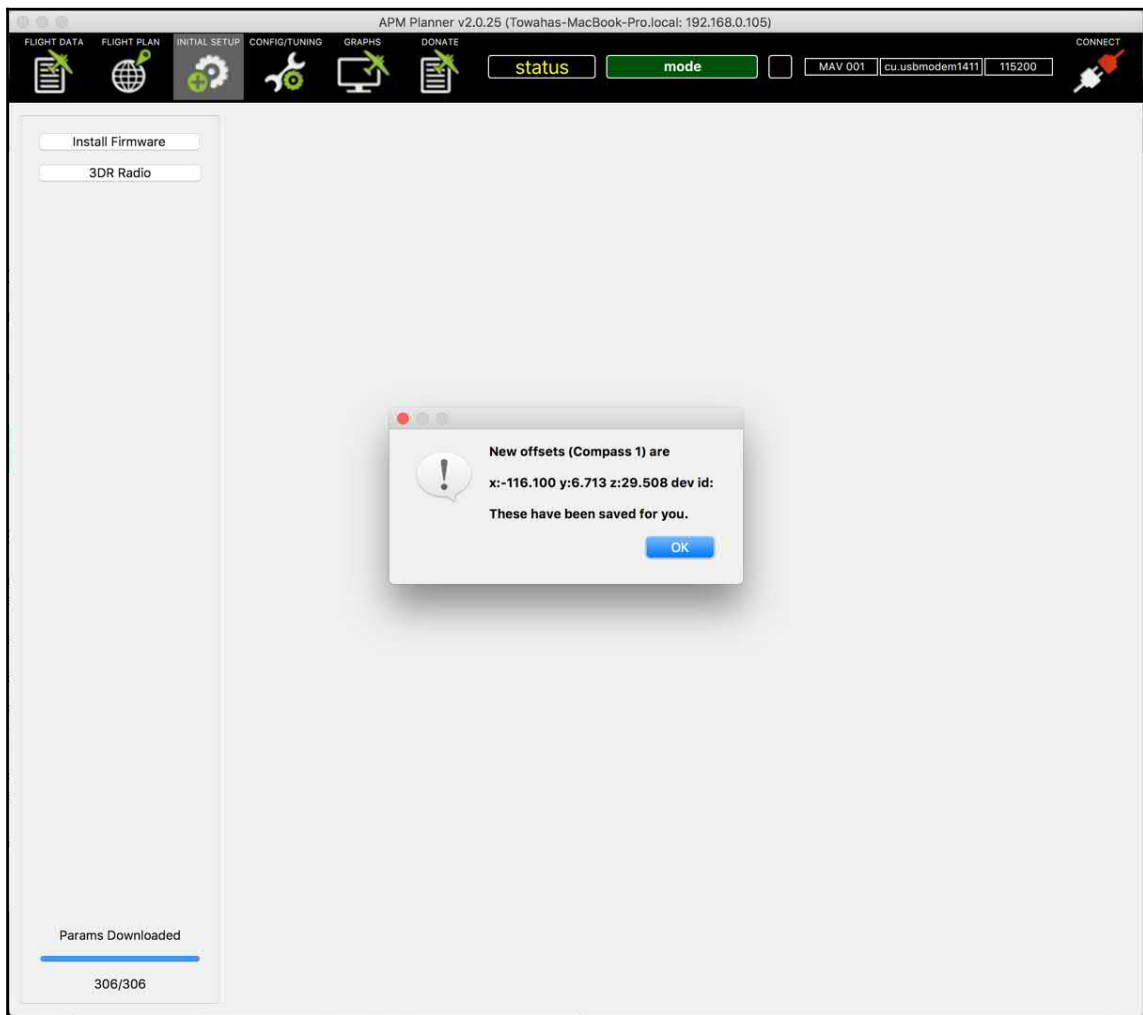 APM Planner v2.0.25 (Towahas-MacBook-Pro.local: 192.168.0.105)
FLIGHT DATA FLIGHT PLAN INITIAL SETUP CONFIG/TUNING GRAPHS DONATE CONNECT
status mode MAV 001 cu.usbmodem1411 115200
Install Firmware
3DR Radio
New offsets (Compass 1) are
x:-116.100 y:6.713 z:29.508 dev id:
These have been saved for you.
OK
Params Downloaded
306/306